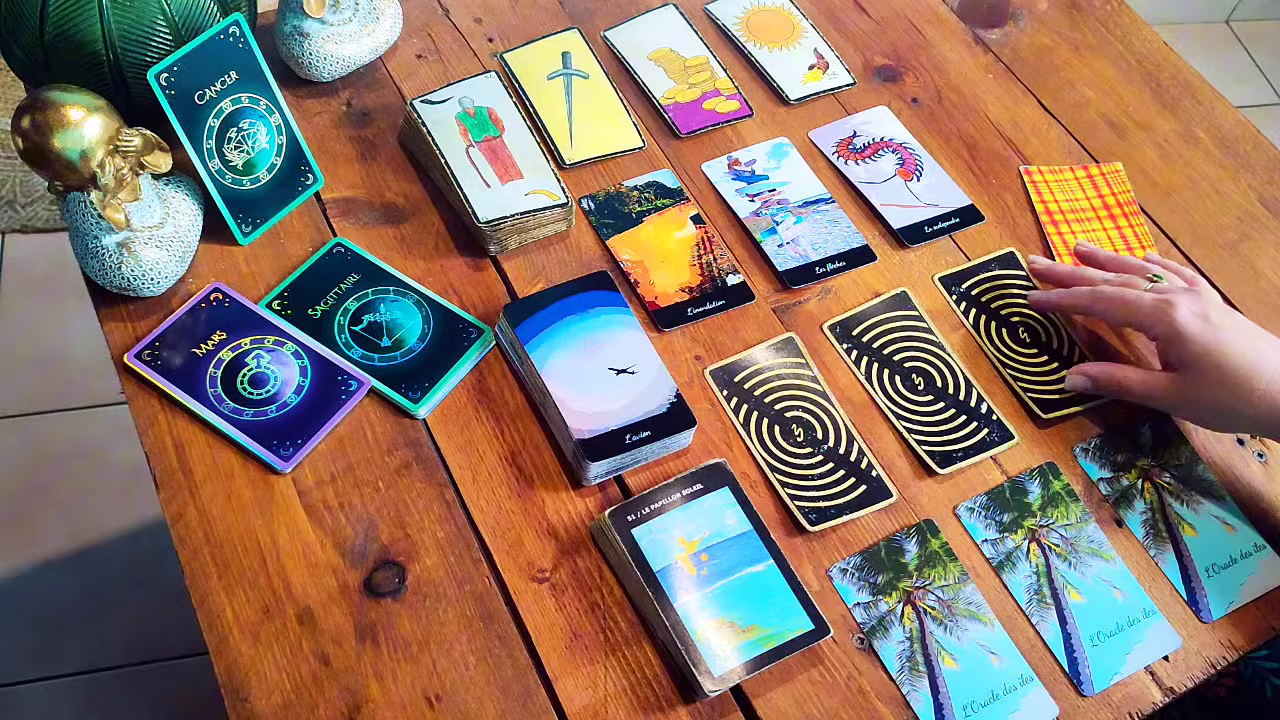 CANCER
SAGITTAIRE
MARS
L'inondation
Les flèches
La scolopendre
L'avion
51 / LE PAPILLON SOLEIL
L'Oracle des îles
L'Oracle des îles
L'Oracle des îles